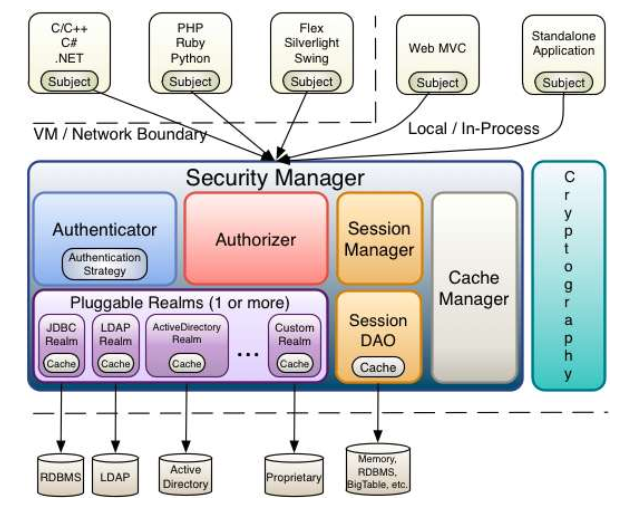 C/C++
C#
.NET
Subject
PHP
Ruby
Python
Subject
Flex
Silverlight
Swing
Subject
Web MVC
Subject
Standalone
Application
Subject
VM / Network Boundary
Local / In-Process
Security Manager
Authenticator
Authentication
Strategy
Authorizer
Session
Manager
Cache
Manager
Cryptography
Pluggable Realms (1 or more)
JDBC
Realm
Cache
LDAP
Realm
Cache
ActiveDirectory
Realm
Cache
...
Custom
Realm
Cache
Session
DAO
Cache
RDBMS
LDAP
Active
Directory
Proprietary
Memory,
RDBMS,
BigTable, etc.